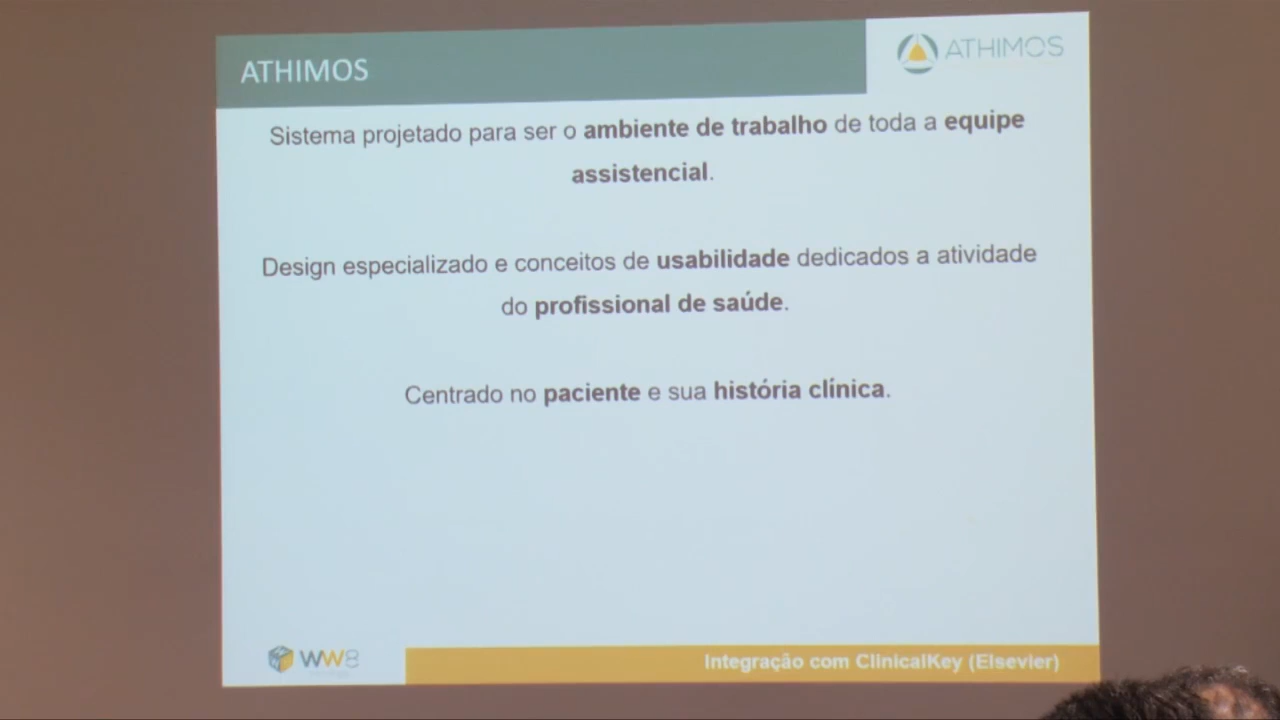 ATHIMOS
ATHIMOS
Sistema projetado para ser o ambiente de trabalho de toda a equipe
assistencial.
Design especializado e conceitos de usabilidade dedicados a atividade
do profissional de saúde.
Centrado no paciente e sua história clínica.
WW8
Integração com ClinicalKey (Elsevier)